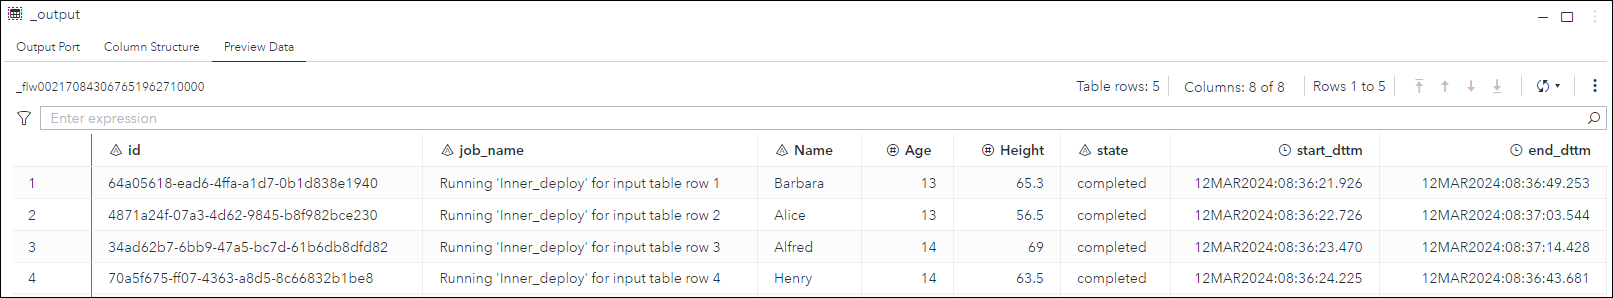 _output
Output Port Column Structure Preview Data
_flw002170843067651962710000 Table rows: 5 Columns: 8 of 8 Rows 1 to 5
Enter expression
id job_name Name Age Height state start_dttm end_dttm
1 64a05618-ead6-4ffa-a1d7-0b1d838e1940 Running 'Inner_deploy' for input table row 1 Barbara 13 65.3 completed 12MAR2024:08:36:21.926 12MAR2024:08:36:49.253
2 4871a24f-07a3-4d62-9845-b8f982bce230 Running 'Inner_deploy' for input table row 2 Alice 13 56.5 completed 12MAR2024:08:36:22.726 12MAR2024:08:37:03.544
3 34ad62b7-6bb9-47a5-bc7d-61b6db8dfd82 Running 'Inner_deploy' for input table row 3 Alfred 14 69 completed 12MAR2024:08:36:23.470 12MAR2024:08:37:14.428
4 70a5f675-ff07-4363-a8d5-8c66832b1be8 Running 'Inner_deploy' for input table row 4 Henry 14 63.5 completed 12MAR2024:08:36:24.225 12MAR2024:08:36:43.681